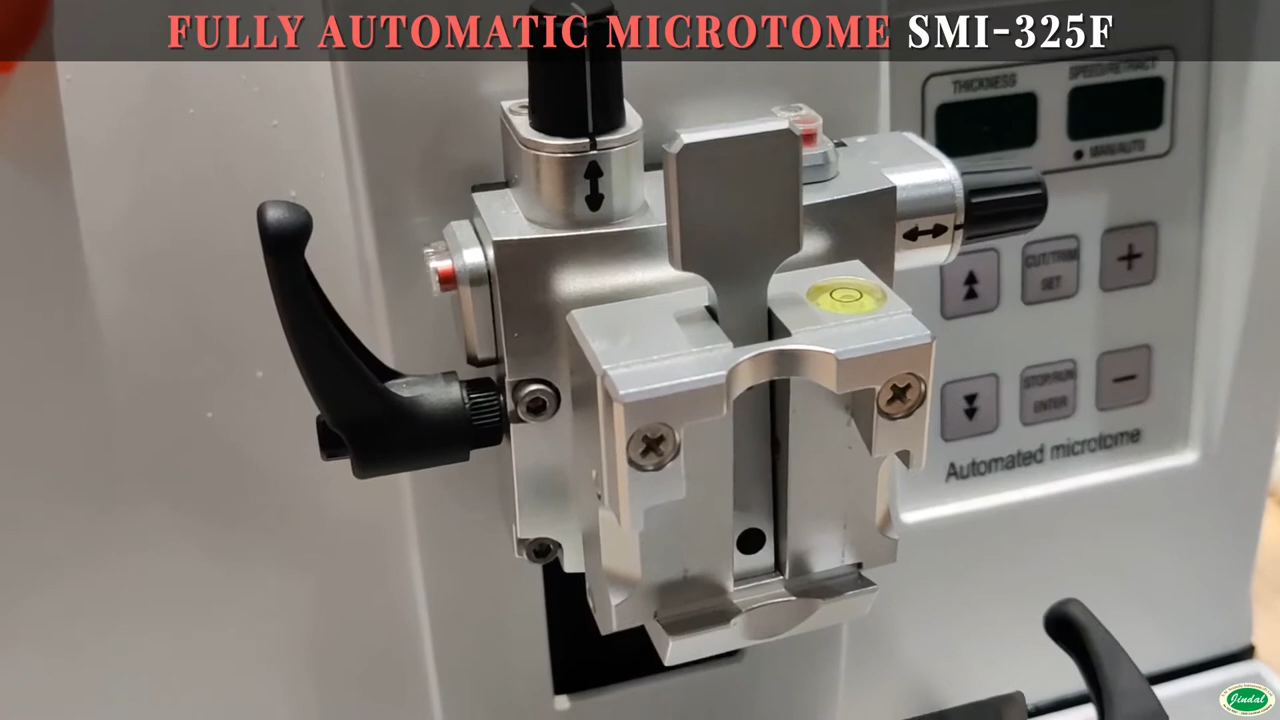 FULLY AUTOMATIC MICROTOME SMI-325F
THICKNESS
SPEED/RETRACT
MAN/AUTO
CUT/TRIM
SET
+
STOP/RUN
ENTER
−
Automated microtome
Jindal